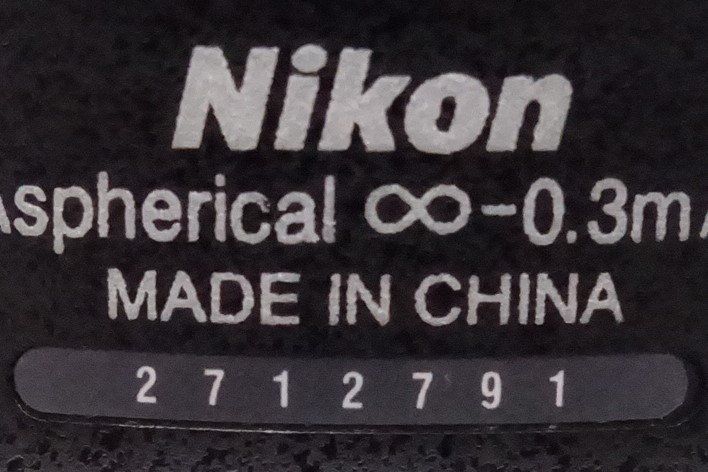 Nikon
Aspherical ∞-0.3m/
MADE IN CHINA
2712791